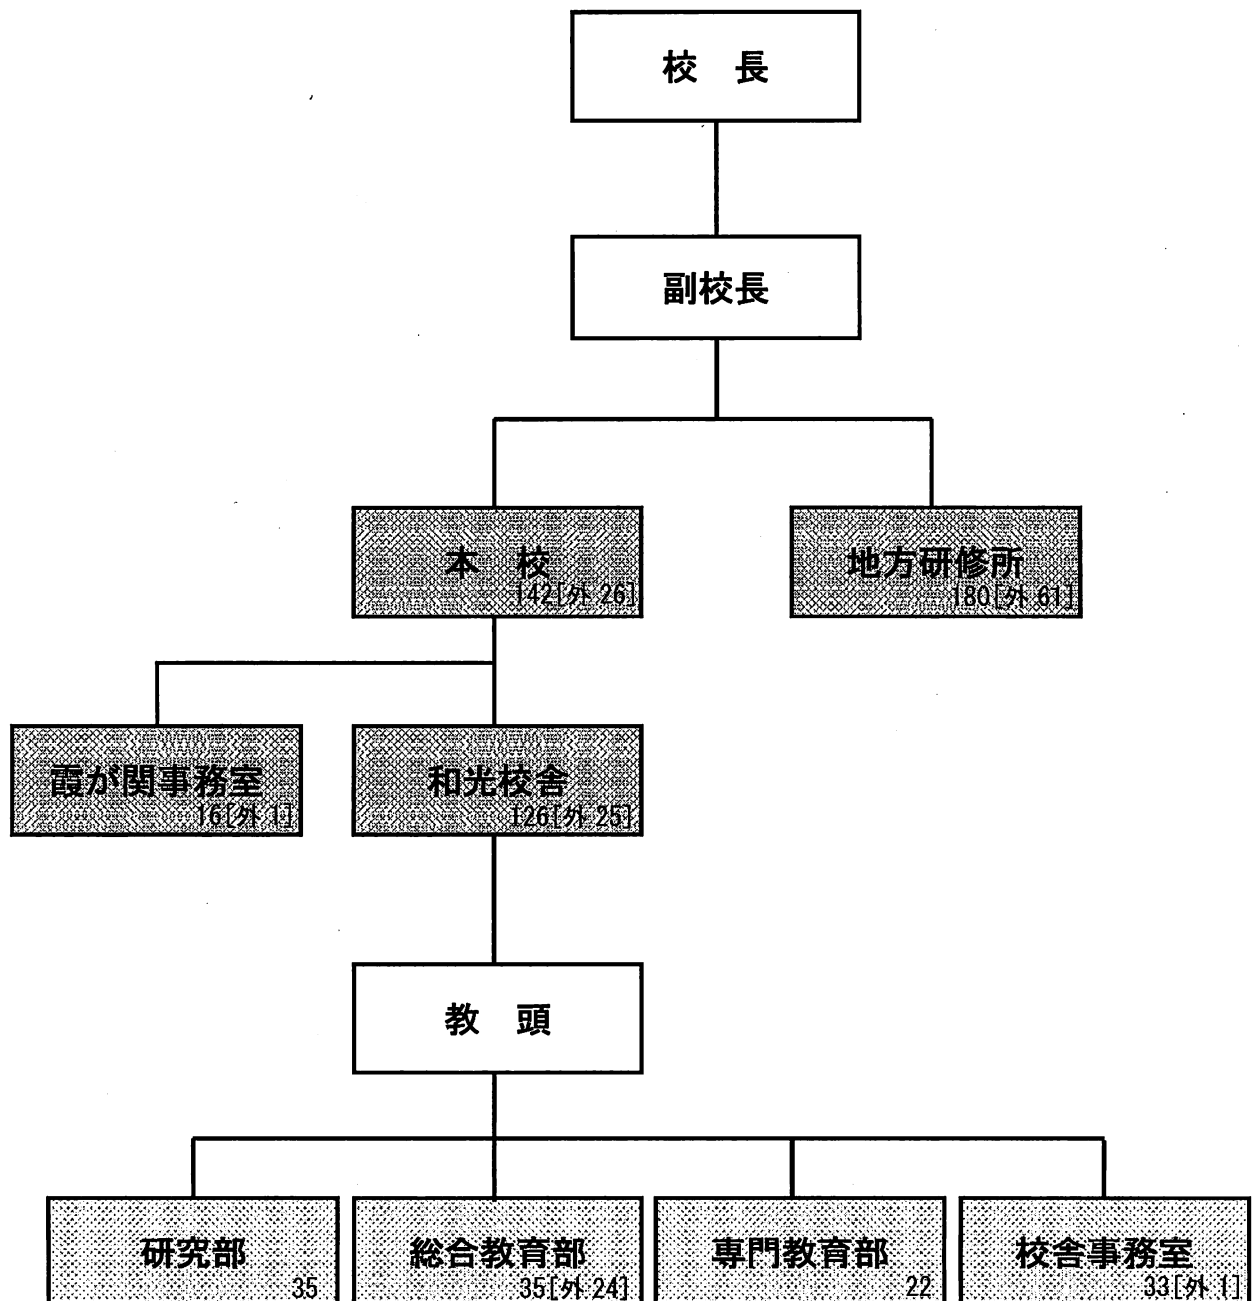 校　長
副校長
本　校
142[外 26]
地方研修所
180[外 61]
霞が関事務室
16[外 1]
和光校舎
126[外 25]
教　頭
研究部
35
総合教育部
35[外 24]
専門教育部
22
校舎事務室
33[外 1]